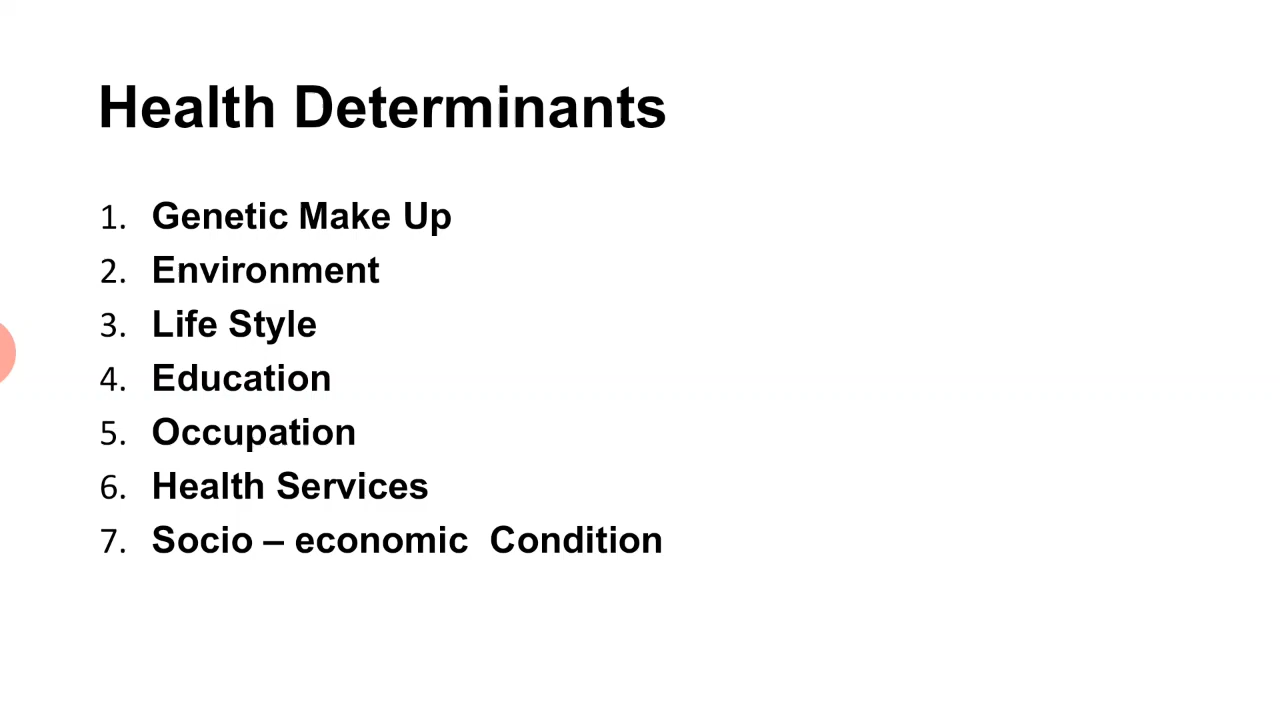 Health Determinants
1. Genetic Make Up
2. Environment
3. Life Style
4. Education
5. Occupation
6. Health Services
7. Socio – economic  Condition